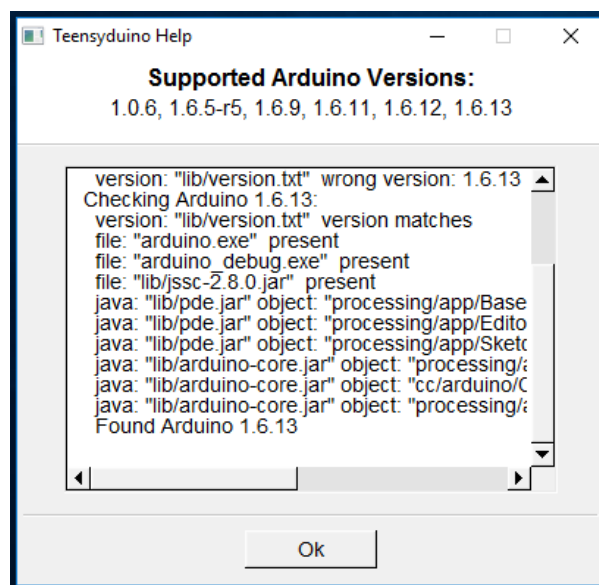 Teensyduino Help
Supported Arduino Versions:
1.0.6, 1.6.5-r5, 1.6.9, 1.6.11, 1.6.12, 1.6.13
version: "lib/version.txt"  wrong version: 1.6.13
Checking Arduino 1.6.13:
version: "lib/version.txt"  version matches
file: "arduino.exe"  present
file: "arduino_debug.exe"  present
file: "lib/jssc-2.8.0.jar"  present
java: "lib/pde.jar" object: "processing/app/Base
java: "lib/pde.jar" object: "processing/app/Edito
java: "lib/pde.jar" object: "processing/app/Sketc
java: "lib/arduino-core.jar" object: "processing/a
java: "lib/arduino-core.jar" object: "cc/arduino/C
java: "lib/arduino-core.jar" object: "processing/a
Found Arduino 1.6.13
Ok